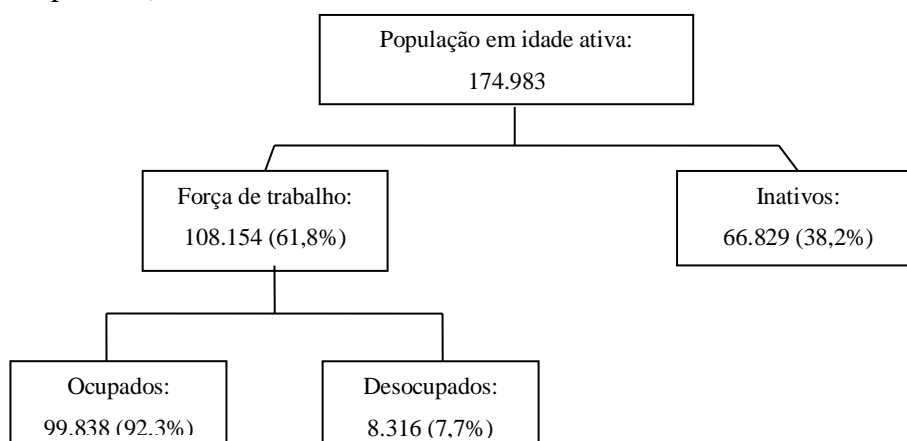 População em idade ativa:
174.983
Força de trabalho:
108.154 (61,8%)
Inativos:
66.829 (38,2%)
Ocupados:
99.838 (92,3%)
Desocupados:
8.316 (7,7%)